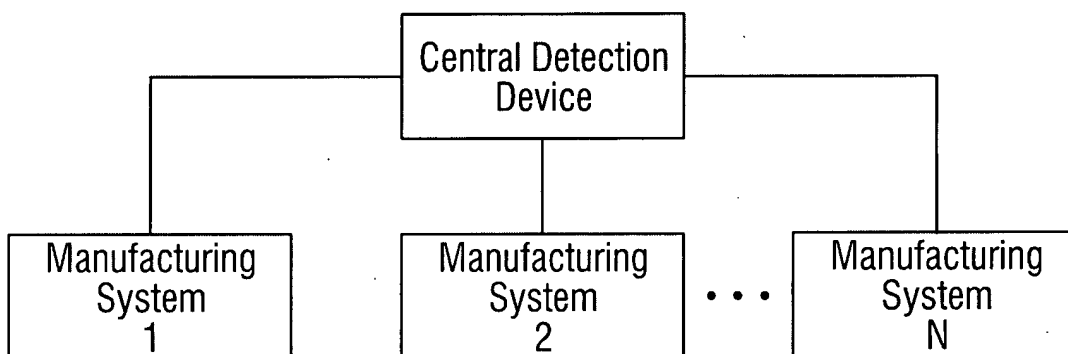 Central Detection
Device
Manufacturing
System
1
Manufacturing
System
2
• • •
Manufacturing
System
N